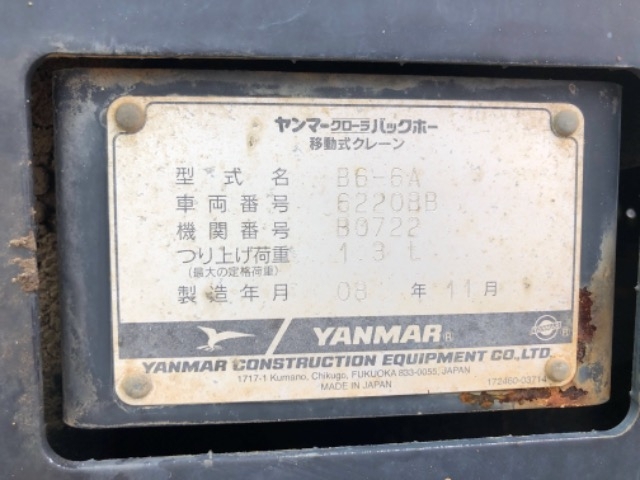 ヤンマークローラバックホー
移動式クレーン
型式名 B6-6A
車両番号 62208B
機関番号 B0722
つり上げ荷重 1.3 t
(最大の定格荷重)
製造年月 08 年 11 月
YANMAR ®
YANMAR CONSTRUCTION EQUIPMENT CO.,LTD.
1717-1 Kumano, Chikugo, FUKUOKA 833-0055, JAPAN
MADE IN JAPAN